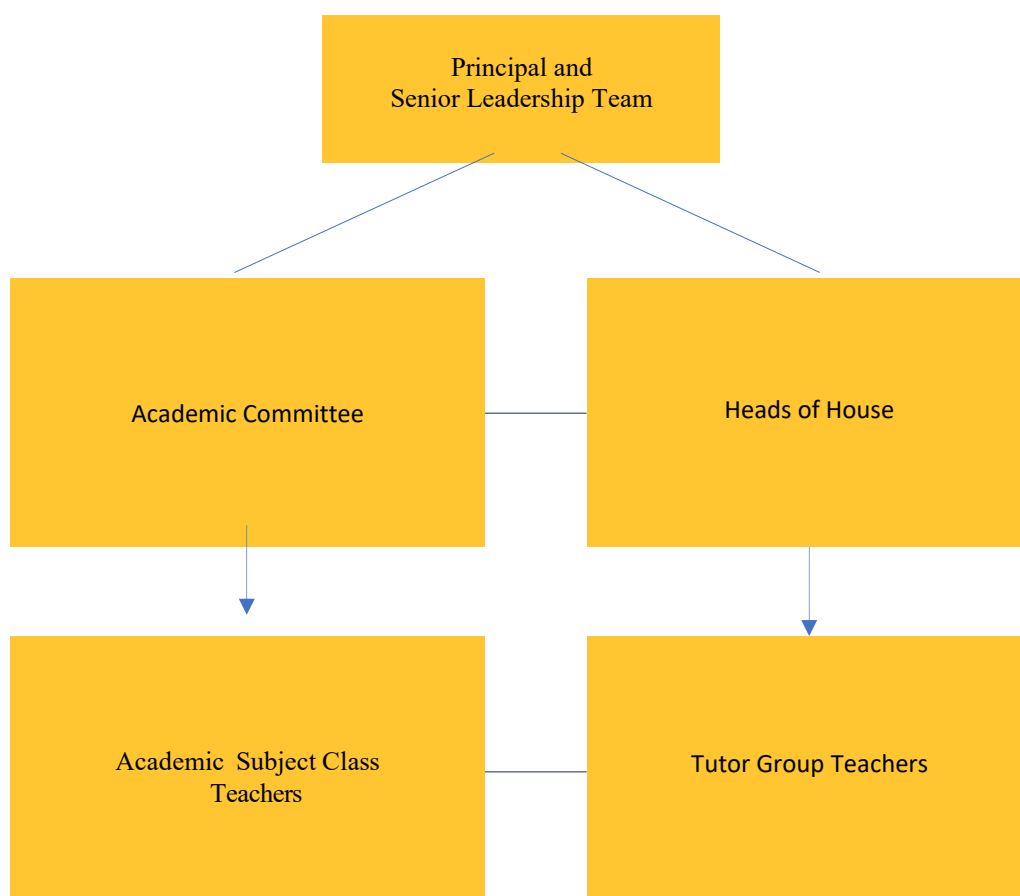 Principal and
Senior Leadership Team
Academic Committee
Heads of House
Academic  Subject Class
Teachers
Tutor Group Teachers